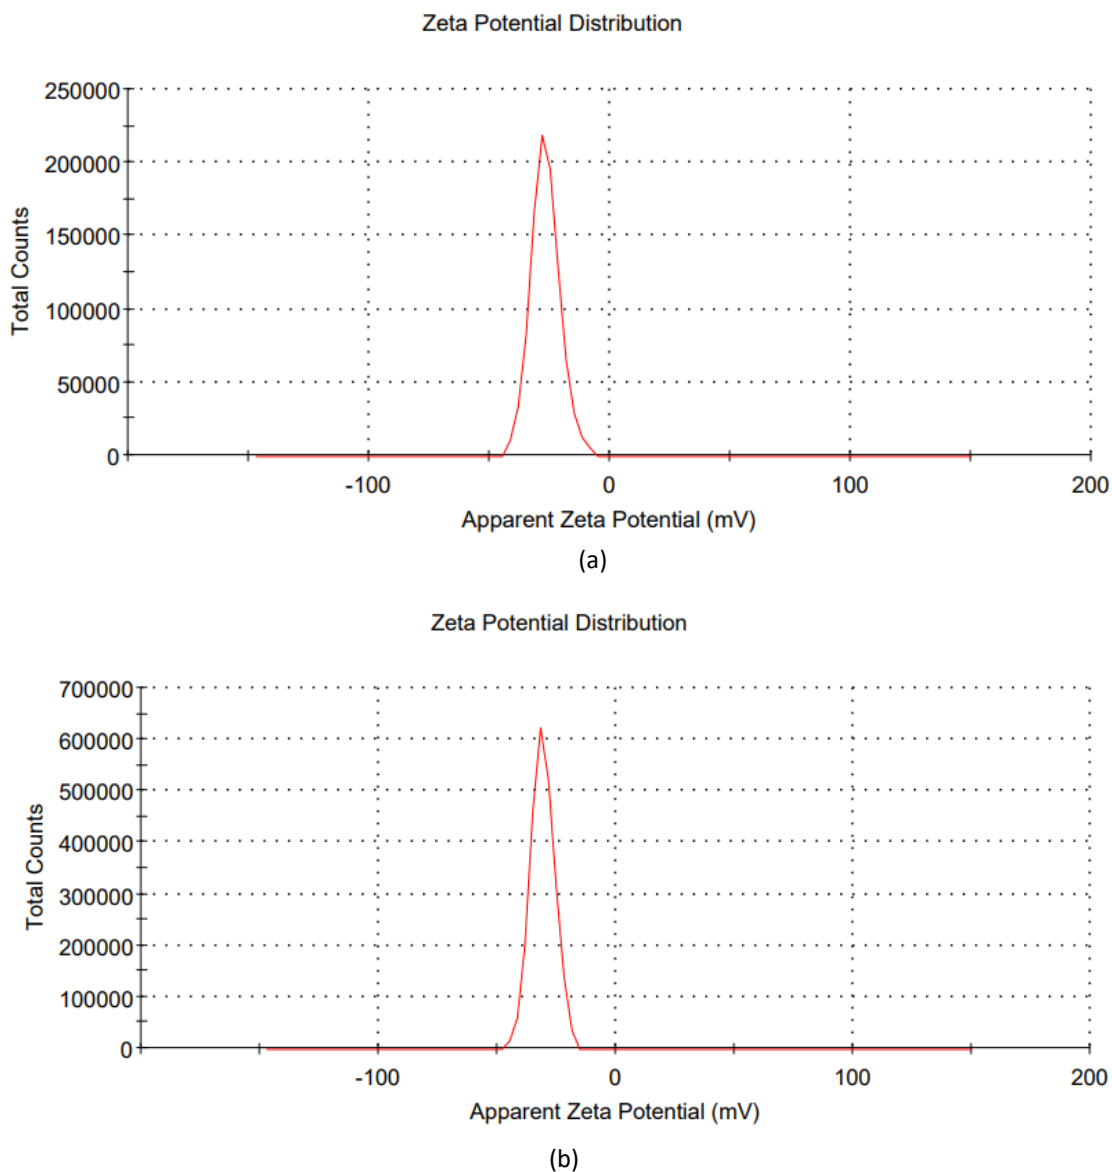 Zeta Potential Distribution
250000
200000
150000
100000
50000
0
Total Counts
-100 0 100 200
Apparent Zeta Potential (mV)
(a)
Zeta Potential Distribution
700000
600000
500000
400000
300000
200000
100000
0
Total Counts
-100 0 100 200
Apparent Zeta Potential (mV)
(b)